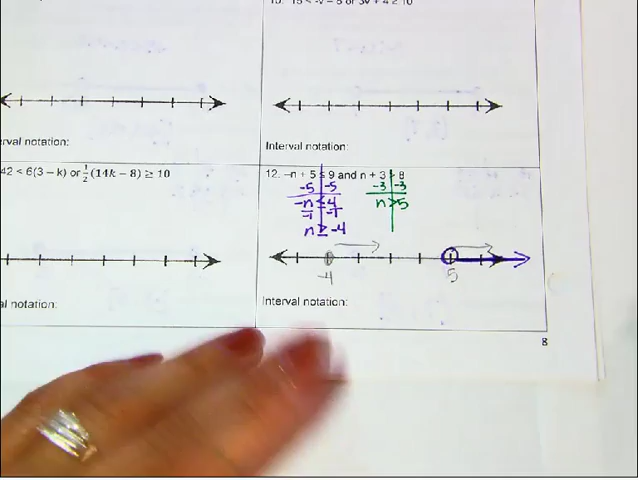 Interval notation:
rval notation:
42 < 6(3 − k) or ½(14k − 8) ≥ 10
12. −n + 5 ≤ 9 and n + 3 > 8
-5 -5 -3 -3
-n ≤ 4 n > 5
-1 -1
n ≥ -4
-4 5
al notation:
Interval notation:
8